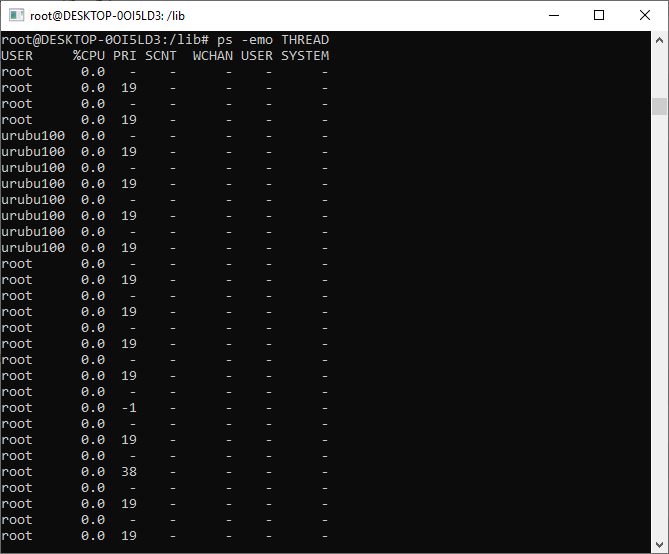 root@DESKTOP-0OI5LD3: /lib
root@DESKTOP-0OI5LD3:/lib# ps -emo THREAD
USER     %CPU PRI SCNT  WCHAN USER SYSTEM
root      0.0   -    -      -    -      -
root      0.0  19    -      -    -      -
root      0.0   -    -      -    -      -
root      0.0  19    -      -    -      -
urubu100  0.0   -    -      -    -      -
urubu100  0.0  19    -      -    -      -
urubu100  0.0   -    -      -    -      -
urubu100  0.0  19    -      -    -      -
urubu100  0.0   -    -      -    -      -
urubu100  0.0  19    -      -    -      -
urubu100  0.0   -    -      -    -      -
urubu100  0.0  19    -      -    -      -
root      0.0   -    -      -    -      -
root      0.0  19    -      -    -      -
root      0.0   -    -      -    -      -
root      0.0  19    -      -    -      -
root      0.0   -    -      -    -      -
root      0.0  19    -      -    -      -
root      0.0   -    -      -    -      -
root      0.0  19    -      -    -      -
root      0.0   -    -      -    -      -
root      0.0  -1    -      -    -      -
root      0.0   -    -      -    -      -
root      0.0  19    -      -    -      -
root      0.0   -    -      -    -      -
root      0.0  38    -      -    -      -
root      0.0   -    -      -    -      -
root      0.0  19    -      -    -      -
root      0.0   -    -      -    -      -
root      0.0  19    -      -    -      -